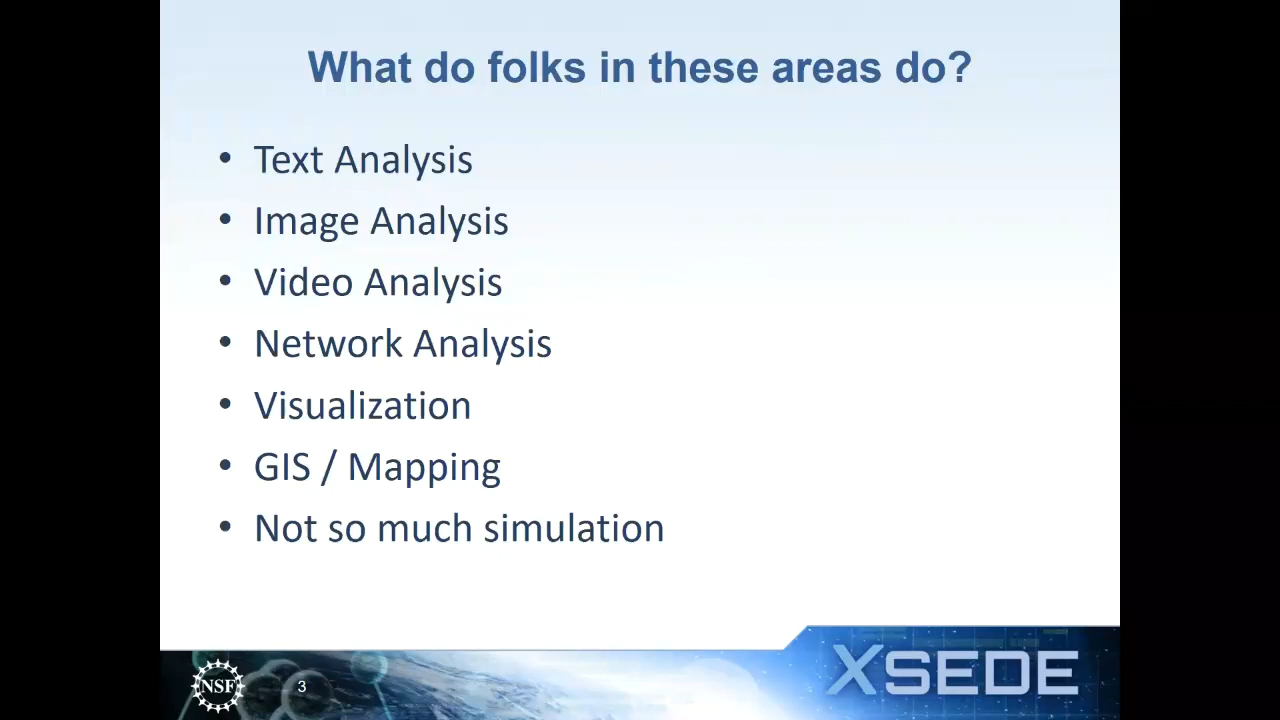 What do folks in these areas do?
• Text Analysis
• Image Analysis
• Video Analysis
• Network Analysis
• Visualization
• GIS / Mapping
• Not so much simulation
NSF
3
XSEDE